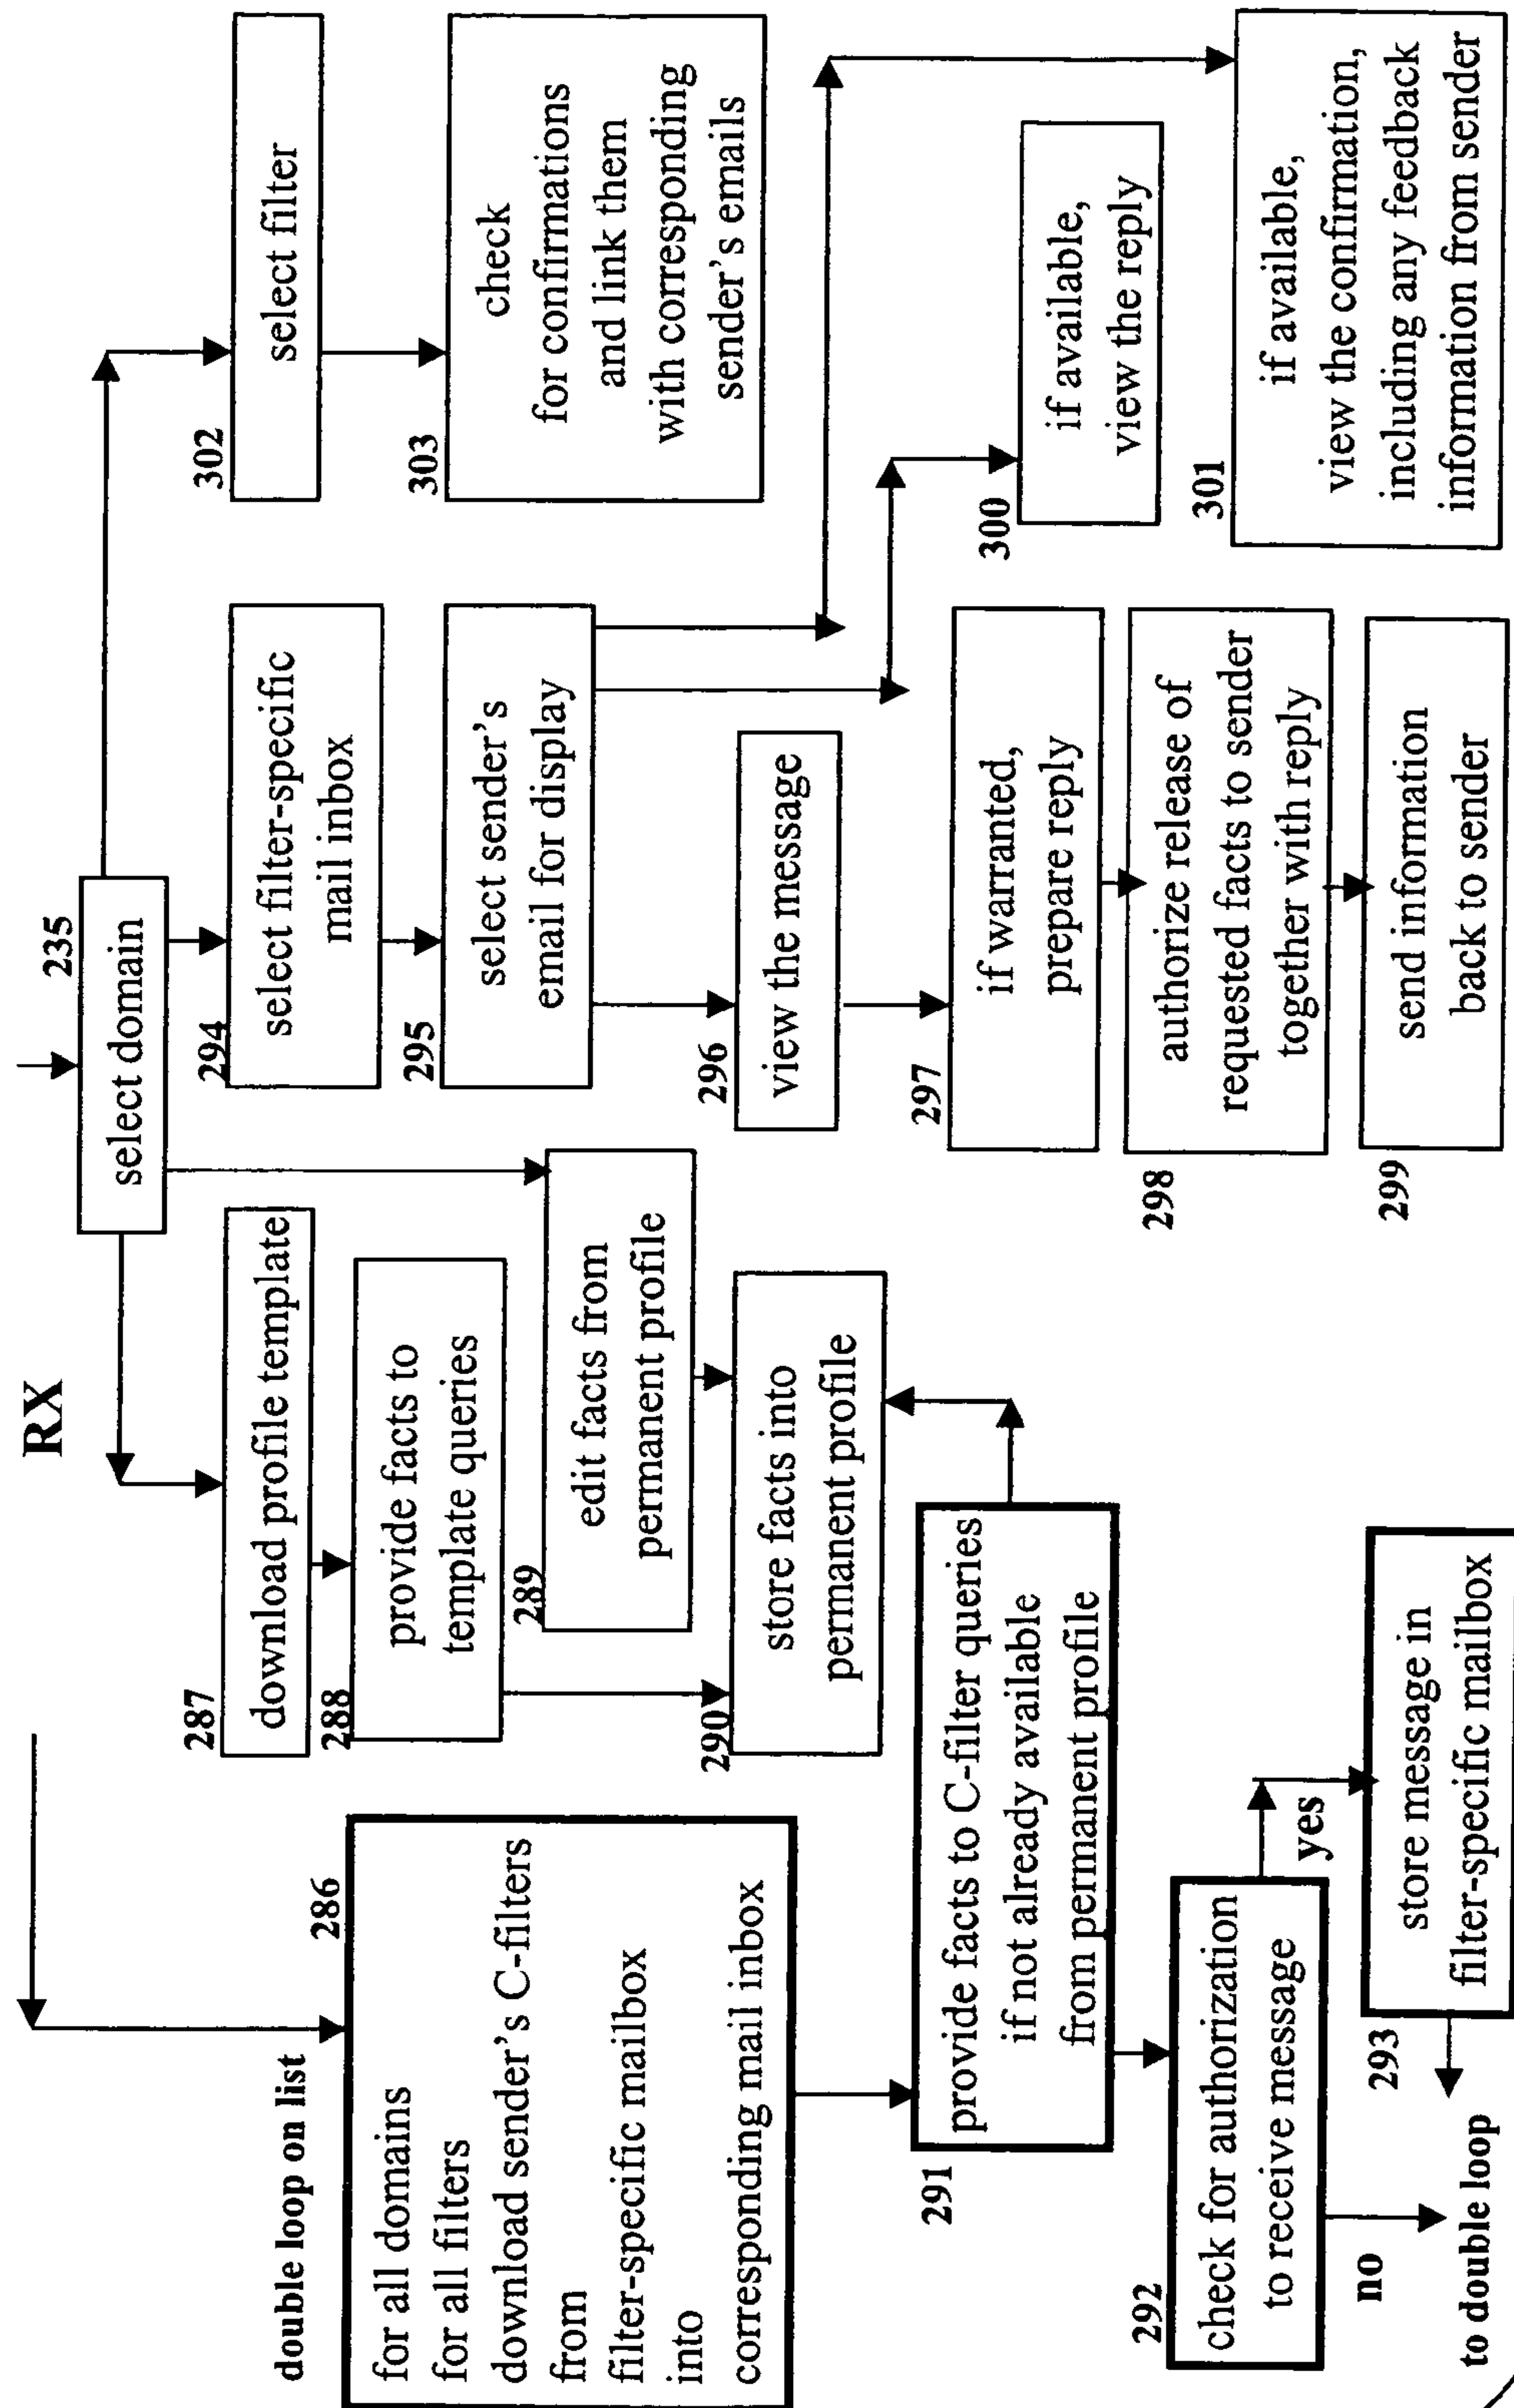 RX
double loop on list
286
for all domains
for all filters
download sender's C-filters
from
filter-specific mailbox
into
corresponding mail inbox
235
select domain
287
download profile template
288
provide facts to
template queries
289
edit facts from
permanent profile
290
store facts into
permanent profile
291
provide facts to C-filter queries
if not already available
from permanent profile
292
check for authorization
to receive message
no
yes
to double loop
293
store message in
filter-specific mailbox
294
select filter-specific
mail inbox
295
select sender's
email for display
296
view the message
297
if warranted,
prepare reply
298
authorize release of
requested facts to sender
together with reply
299
send information
back to sender
302
select filter
303
check
for confirmations
and link them
with corresponding
sender's emails
300
if available,
view the reply
301
if available,
view the confirmation,
including any feedback
information from sender